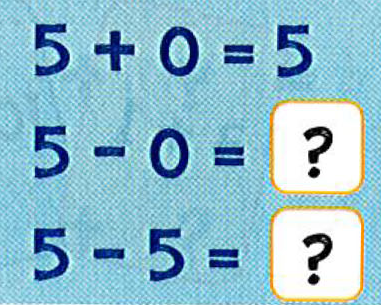 5 + 0 = 5
5 - 0 = ?
5 - 5 = ?